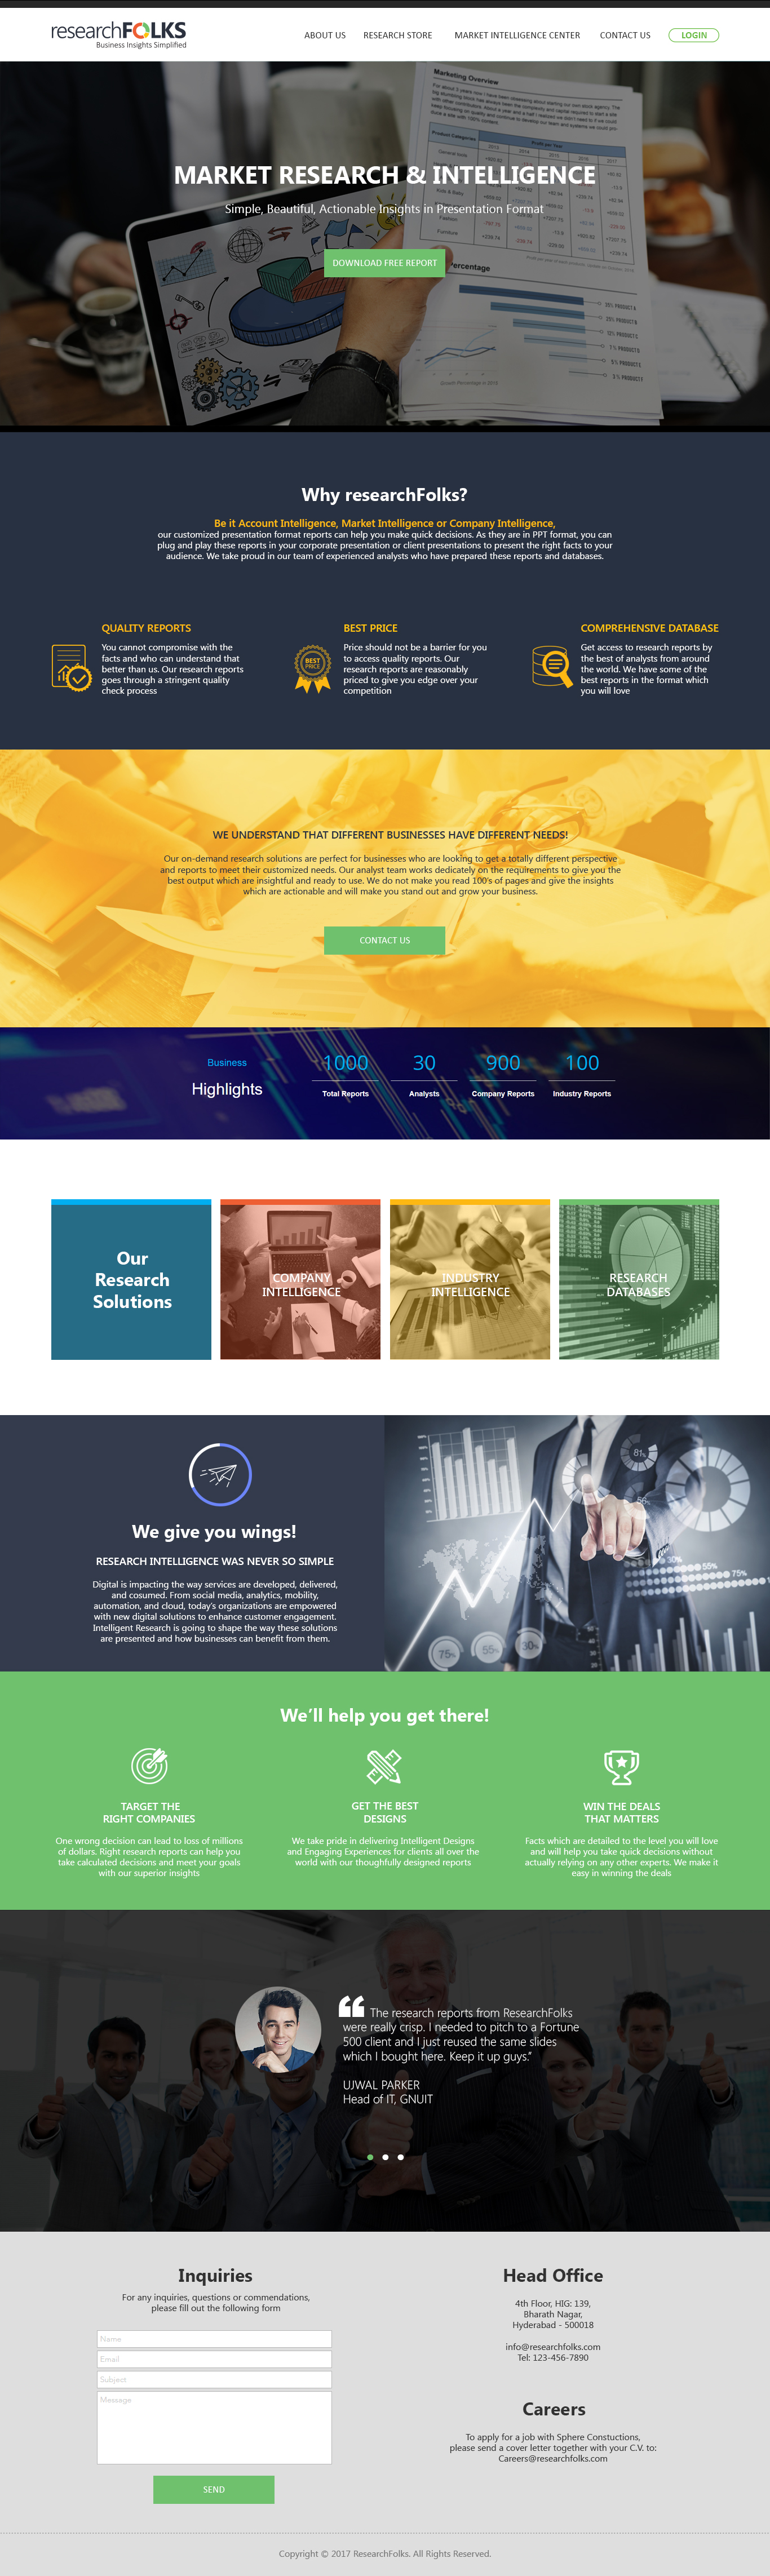 researchFOLKS
Business Insights Simplified
ABOUT US
RESEARCH STORE
MARKET INTELLIGENCE CENTER
CONTACT US
LOGIN
Marketing Overview
Product Categories
MARKET RESEARCH & INTELLIGENCE
Simple, Beautiful, Actionable Insights in Presentation Format
DOWNLOAD FREE REPORT
Why researchFolks?
Be it Account Intelligence, Market Intelligence or Company Intelligence,
our customized presentation format reports can help you make quick decisions. As they are in PPT format, you can
plug and play these reports in your corporate presentation or client presentations to present the right facts to your
audience. We take proud in our team of experienced analysts who have prepared these reports and databases.
QUALITY REPORTS
You cannot compromise with the
facts and who can understand that
better than us. Our research reports
goes through a stringent quality
check process
BEST PRICE
BEST PRICE
Price should not be a barrier for you
to access quality reports. Our
research reports are reasonably
priced to give you edge over your
competition
COMPREHENSIVE DATABASE
Get access to research reports by
the best of analysts from around
the world. We have some of the
best reports in the format which
you will love
WE UNDERSTAND THAT DIFFERENT BUSINESSES HAVE DIFFERENT NEEDS!
Our on-demand research solutions are perfect for businesses who are looking to get a totally different perspective
and reports to meet their customized needs. Our analyst team works dedicately on the requirements to give you the
best output which are insightful and ready to use. We do not make you read 100's of pages and give the insights
which are actionable and will make you stand out and grow your business.
CONTACT US
Business
Highlights
1000
Total Reports
30
Analysts
900
Company Reports
100
Industry Reports
Our
Research
Solutions
COMPANY
INTELLIGENCE
INDUSTRY
INTELLIGENCE
RESEARCH
DATABASES
We give you wings!
RESEARCH INTELLIGENCE WAS NEVER SO SIMPLE
Digital is impacting the way services are developed, delivered,
and cosumed. From social media, analytics, mobility,
automation, and cloud, today's organizations are empowered
with new digital solutions to enhance customer engagement.
Intelligent Research is going to shape the way these solutions
are presented and how businesses can benefit from them.
81%
56
30%
55%
75%
75%
55%
30%
We'll help you get there!
TARGET THE
RIGHT COMPANIES
One wrong decision can lead to loss of millions
of dollars. Right research reports can help you
take calculated decisions and meet your goals
with our superior insights
GET THE BEST
DESIGNS
We take pride in delivering Intelligent Designs
and Engaging Experiences for clients all over the
world with our thoughfully designed reports
WIN THE DEALS
THAT MATTERS
Facts which are detailed to the level you will love
and will help you take quick decisions without
actually relying on any other experts. We make it
easy in winning the deals
“ The research reports from ResearchFolks
were really crisp. I needed to pitch to a Fortune
500 client and I just reused the same slides
which I bought here. Keep it up guys.”
UJWAL PARKER
Head of IT, GNUIT
Inquiries
For any inquiries, questions or commendations,
please fill out the following form
Name
Email
Subject
Message
SEND
Head Office
4th Floor, HIG: 139,
Bharath Nagar,
Hyderabad - 500018
info@researchfolks.com
Tel: 123-456-7890
Careers
To apply for a job with Sphere Constuctions,
please send a cover letter together with your C.V. to:
Careers@researchfolks.com
Copyright © 2017 ResearchFolks. All Rights Reserved.